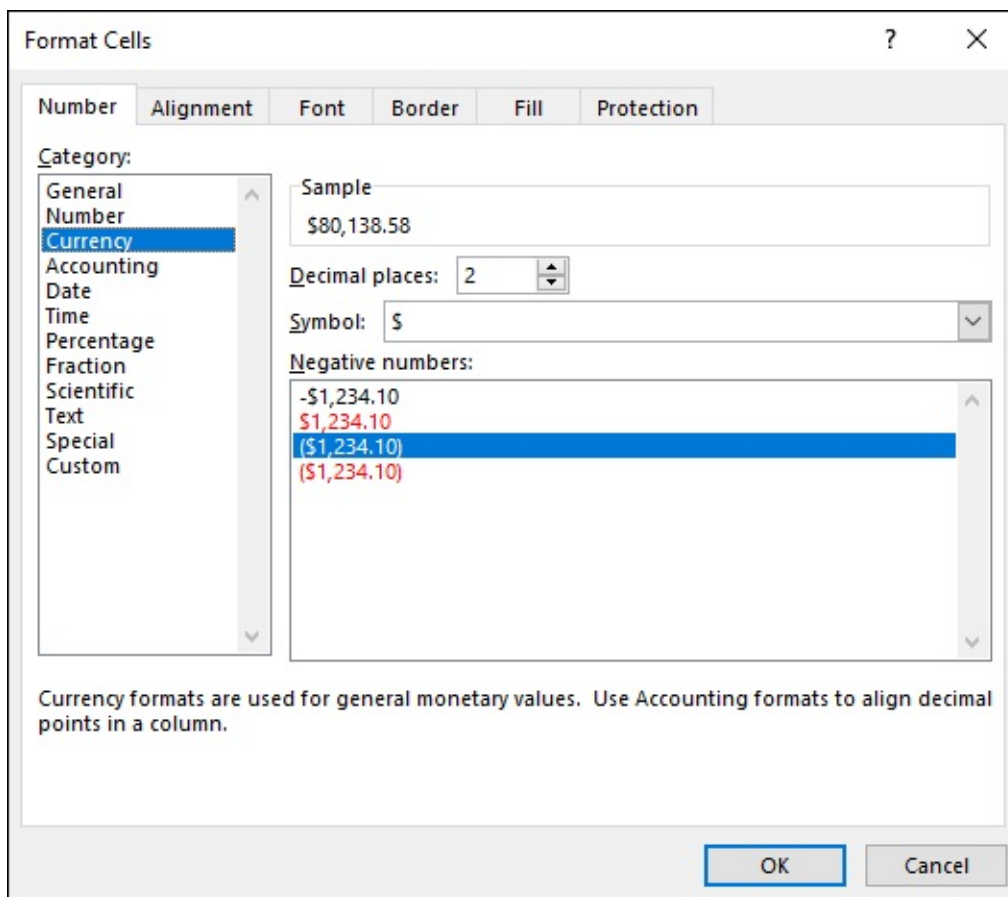 Format Cells
?
Number Alignment Font Border Fill Protection
Category:
General
Number
Currency
Accounting
Date
Time
Percentage
Fraction
Scientific
Text
Special
Custom
Sample
$80,138.58
Decimal places: 2
Symbol: $
Negative numbers:
-$1,234.10
$1,234.10
($1,234.10)
($1,234.10)
Currency formats are used for general monetary values. Use Accounting formats to align decimal
points in a column.
OK Cancel